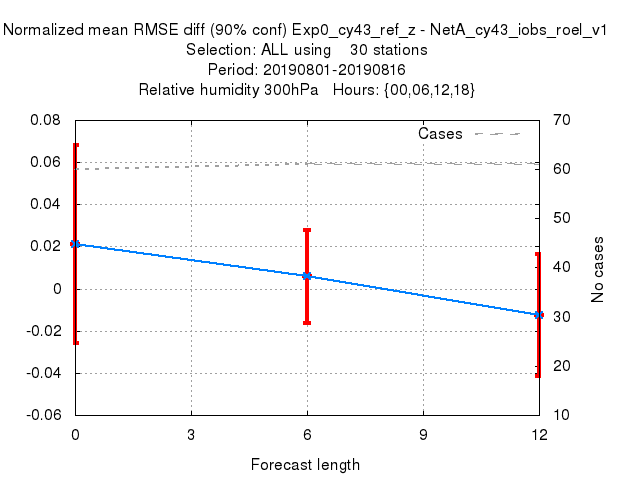 Normalized mean RMSE diff (90% conf) Exp0_cy43_ref_z - NetA_cy43_iobs_roel_v1
Selection: ALL using 30 stations
Period: 20190801-20190816
Relative humidity 300hPa Hours: {00,06,12,18}
0.08
0.06
0.04
0.02
0
-0.02
-0.04
-0.06
Cases
70
60
50
40
30
20
10
No cases
0 3 6 9 12
Forecast length